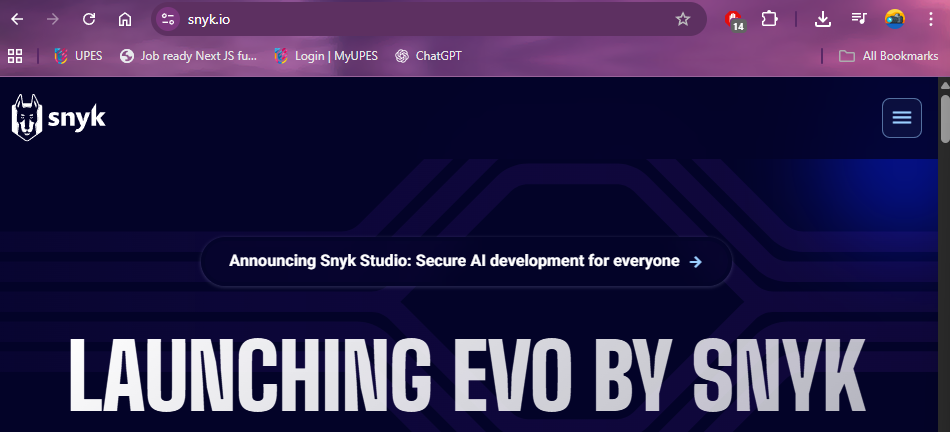 snyk.io
14
UPES
Job ready Next JS fu...
Login | MyUPES
ChatGPT
All Bookmarks
snyk
Announcing Snyk Studio: Secure AI development for everyone →
LAUNCHING EVO BY SNYK